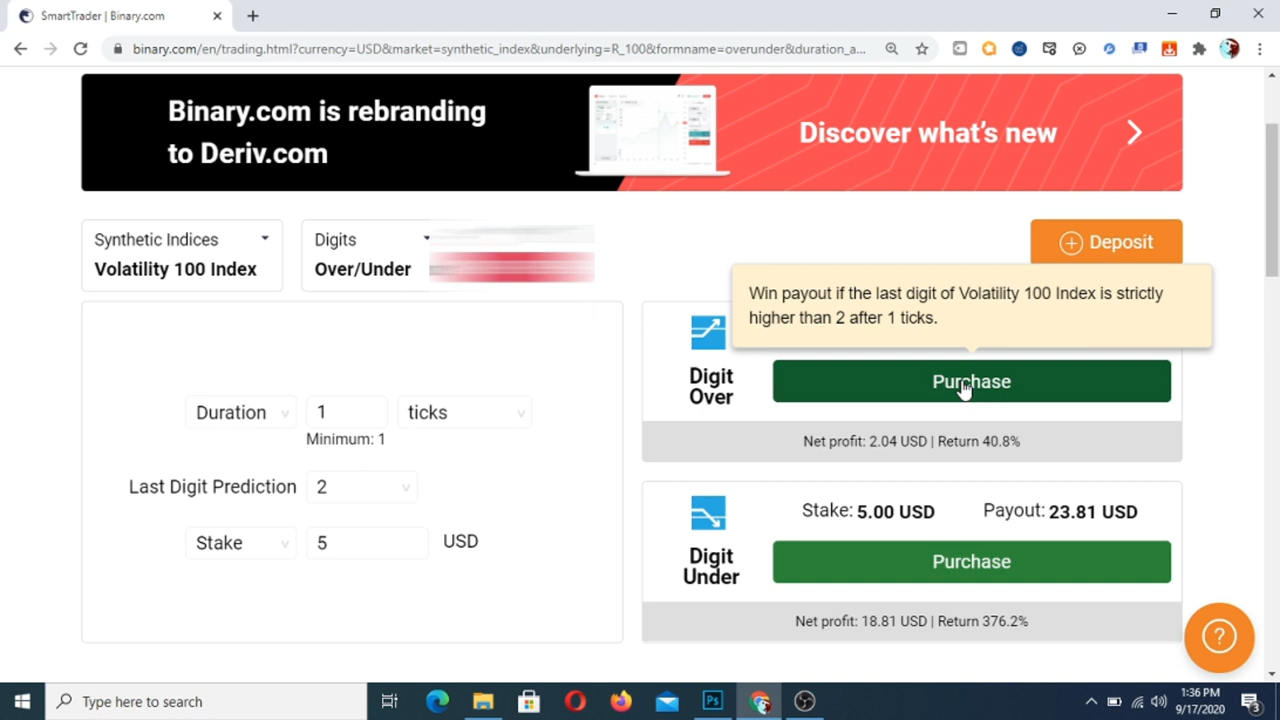 SmartTrader | Binary.com
binary.com/en/trading.html?currency=USD&market=synthetic_index&underlying=R_100&formname=overunder&duration_a...
Binary.com is rebranding
to Deriv.com
Discover what's new
Synthetic Indices
Volatility 100 Index
Digits
Over/Under
Deposit
Win payout if the last digit of Volatility 100 Index is strictly
higher than 2 after 1 ticks.
Digit
Over
Purchase
Net profit: 2.04 USD | Return 40.8%
Duration
1
ticks
Minimum: 1
Last Digit Prediction
2
Stake
5
USD
Stake: 5.00 USD
Payout: 23.81 USD
Digit
Under
Purchase
Net profit: 18.81 USD | Return 376.2%
?
Type here to search
Ps
1:36 PM
9/17/2020
3